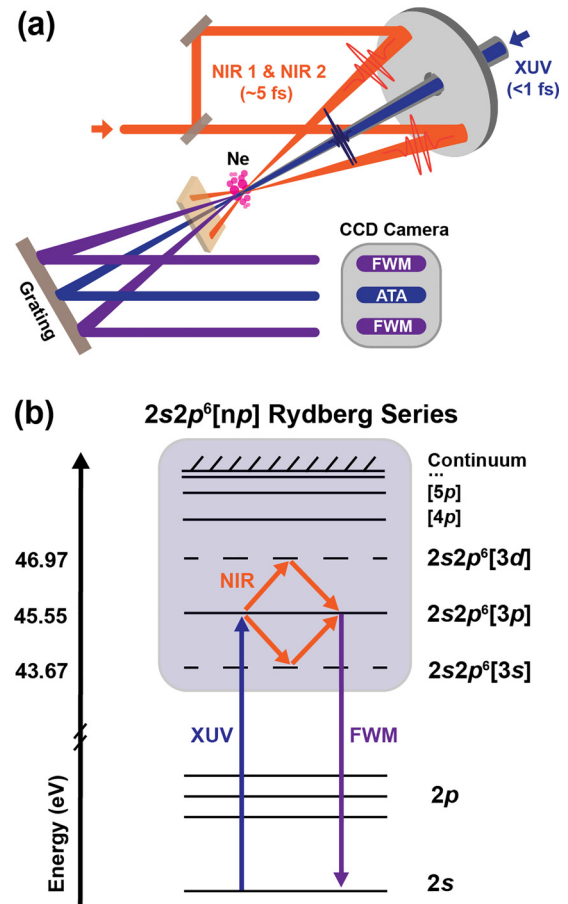 (a)
NIR 1 & NIR 2
(~5 fs)
XUV
(<1 fs)
Ne
CCD Camera
FWM
ATA
FWM
Grating
(b)
2s2p⁶[np] Rydberg Series
Continuum
...
[5p]
[4p]
46.97
2s2p⁶[3d]
NIR
45.55
2s2p⁶[3p]
43.67
2s2p⁶[3s]
XUV
FWM
Energy (eV)
2p
2s